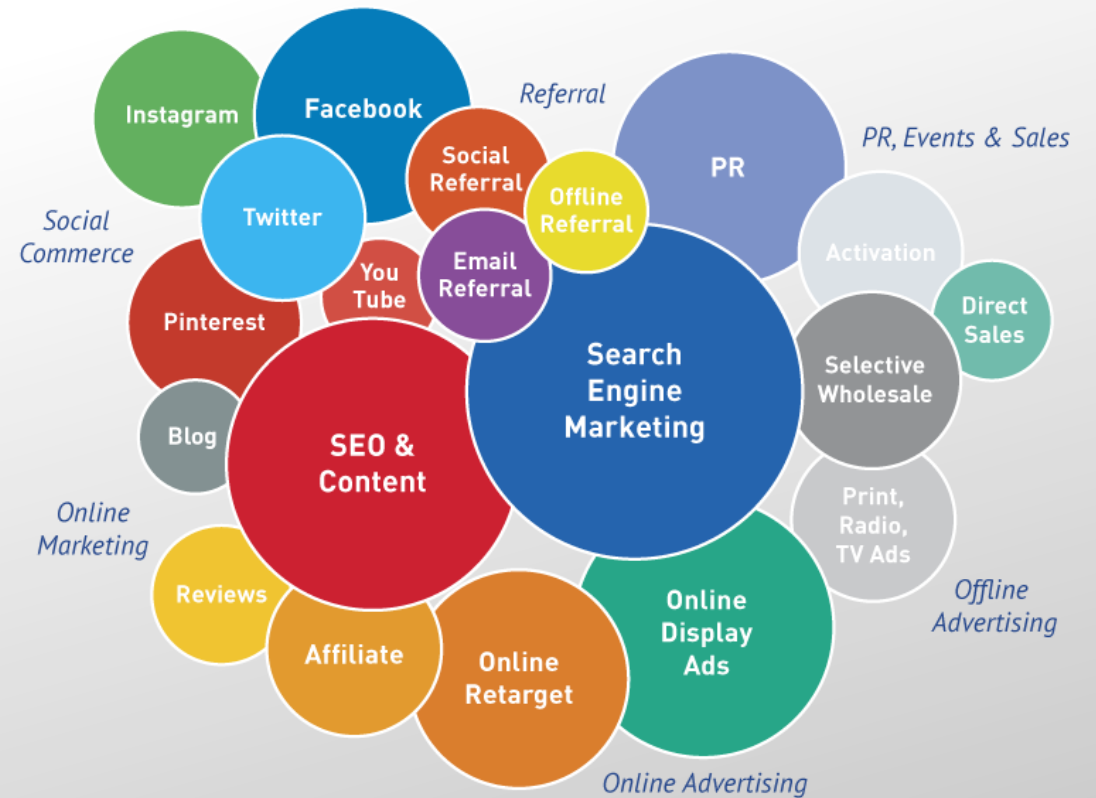 Instagram
Facebook
Referral
PR, Events & Sales
Social
Referral
PR
Offline
Referral
Twitter
Social
Commerce
Activation
You
Tube
Email
Referral
Pinterest
Direct
Sales
Search
Engine
Marketing
Selective
Wholesale
Blog
SEO &
Content
Print,
Radio,
TV Ads
Online
Marketing
Reviews
Offline
Advertising
Online
Display
Ads
Affiliate
Online
Retarget
Online Advertising